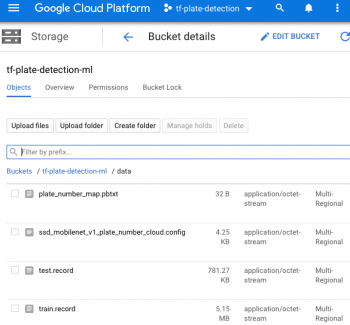 Google Cloud Platform
tf-plate-detection
Storage
Bucket details
EDIT BUCKET
tf-plate-detection-ml
Objects Overview Permissions Bucket Lock
Upload files Upload folder Create folder Manage holds Delete
Filter by prefix...
Buckets / tf-plate-detection-ml / data
plate_number_map.pbtxt 32 B application/octet- Multi-
stream Regional
ssd_mobilenet_v1_plate_number_cloud.config 4.25 application/octet- Multi-
KB stream Regional
test.record 781.27 application/octet- Multi-
KB stream Regional
train.record 5.15 application/octet- Multi-
MB stream Regional